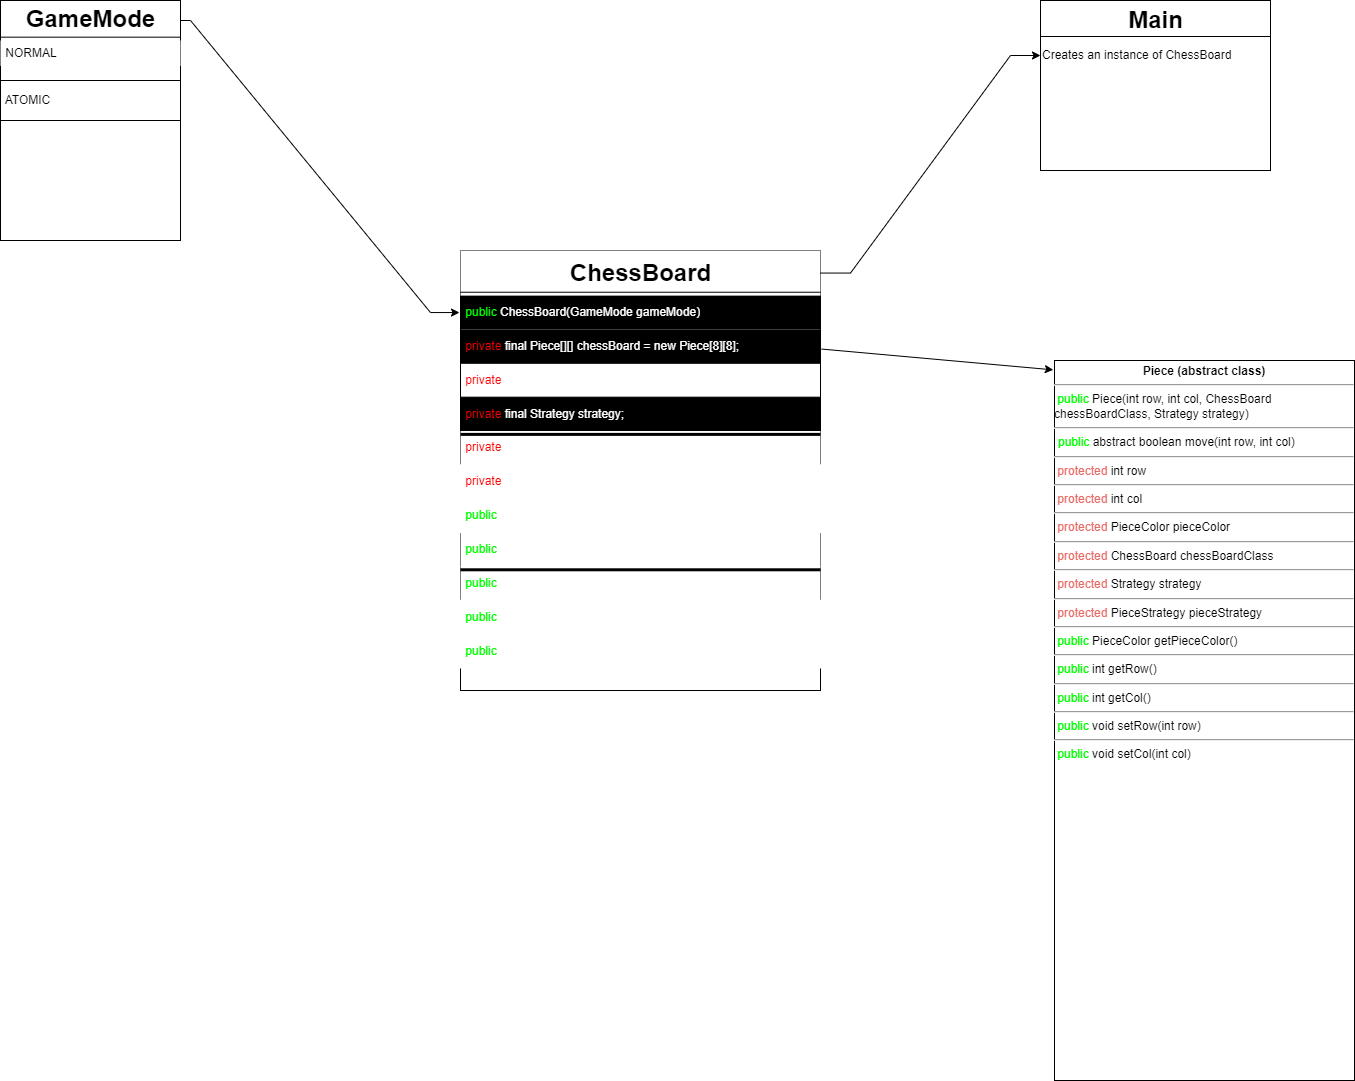 GameMode
NORMAL
ATOMIC
Main
Creates an instance of ChessBoard
ChessBoard
public ChessBoard(GameMode gameMode)
private final Piece[][] chessBoard = new Piece[8][8];
private
private final Strategy strategy;
private
private
public
public
public
public
public
Piece (abstract class)
public Piece(int row, int col, ChessBoard
chessBoardClass, Strategy strategy)
public abstract boolean move(int row, int col)
protected int row
protected int col
protected PieceColor pieceColor
protected ChessBoard chessBoardClass
protected Strategy strategy
protected PieceStrategy pieceStrategy
public PieceColor getPieceColor()
public int getRow()
public int getCol()
public void setRow(int row)
public void setCol(int col)